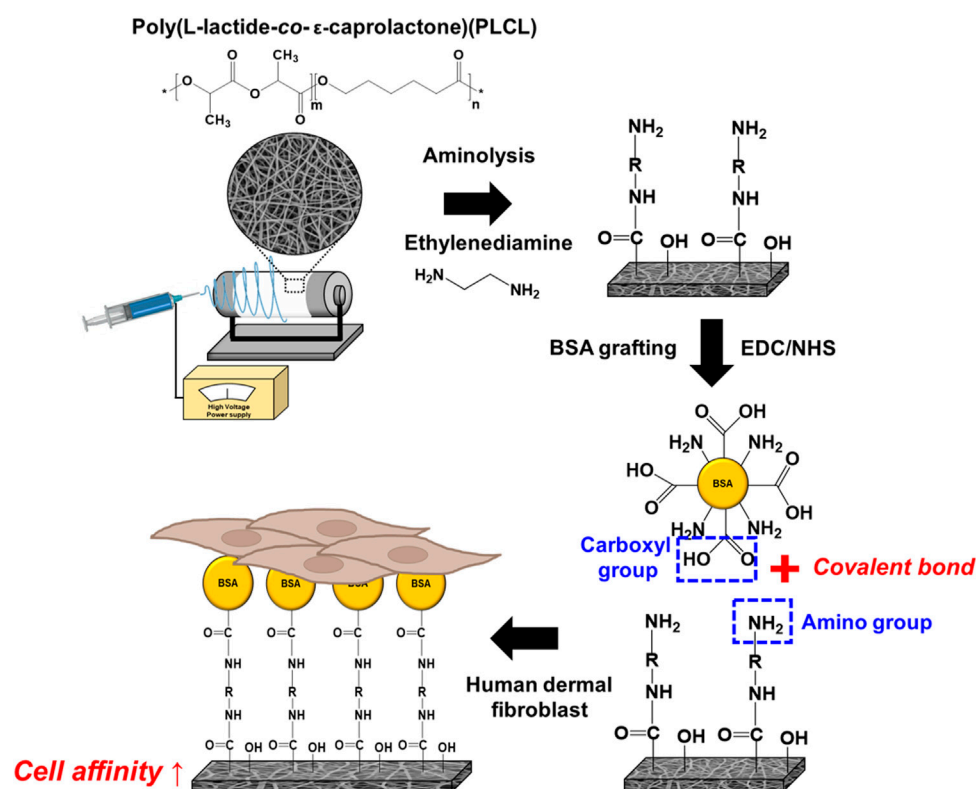 Poly(L-lactide-co- ε-caprolactone)(PLCL)
O
CH3
O
O
*
O
O
m
O
n
*
CH3
O
Aminolysis
Ethylenediamine
H2N
NH2
High Voltage
Power supply
NH2
NH2
R
R
NH
NH
O=C
OH
O=C
OH
BSA grafting
EDC/NHS
O
OH
H2N
NH2
HO
O
BSA
O
OH
H2N
NH2
HO
O
Carboxyl
group
+
Covalent bond
NH2
NH2
Amino group
R
R
NH
NH
O=C
OH
O=C
OH
Human dermal
fibroblast
BSA
BSA
BSA
BSA
O=C
O=C
O=C
O=C
NH
NH
NH
NH
R
R
R
R
NH
NH
NH
NH
O=C
OH
O=C
OH
O=C
OH
O=C
OH
Cell affinity ↑